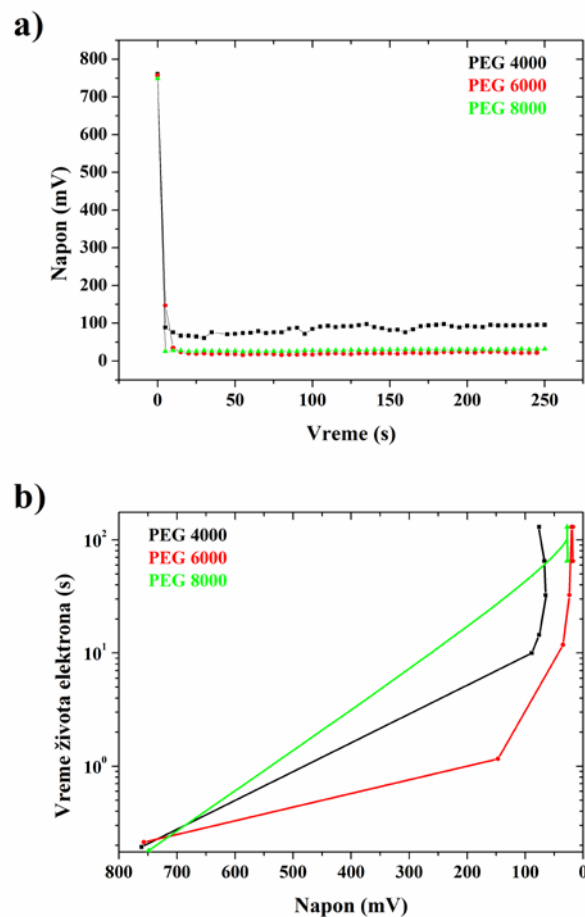 a)
800
700
600
500
400
300
200
100
0
Napon (mV)
PEG 4000
PEG 6000
PEG 8000
0 50 100 150 200 250
Vreme (s)
b)
10²
10¹
10⁰
Vreme života elektrona (s)
PEG 4000
PEG 6000
PEG 8000
800 700 600 500 400 300 200 100 0
Napon (mV)